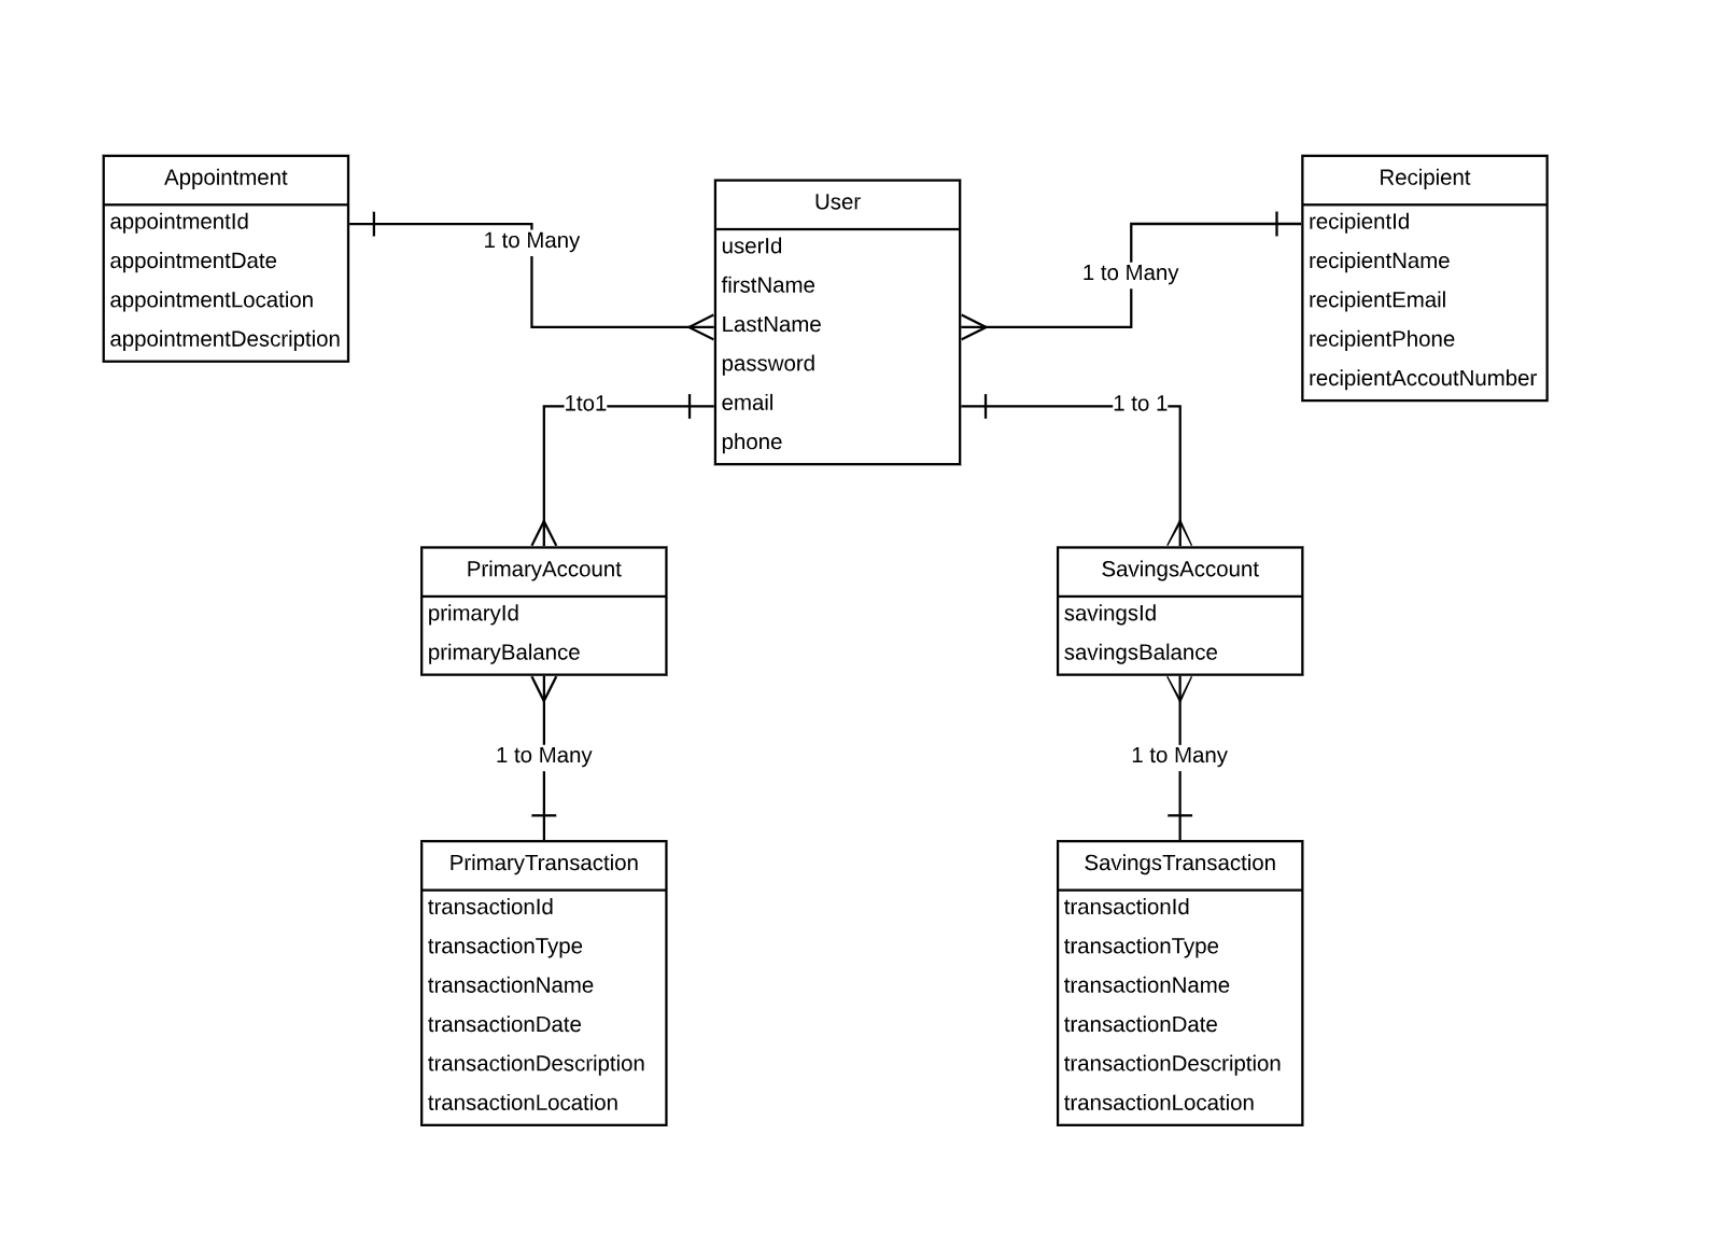 Appointment
appointmentId
appointmentDate
appointmentLocation
appointmentDescription
1 to Many
User
userId
firstName
LastName
password
email
phone
1 to Many
Recipient
recipientId
recipientName
recipientEmail
recipientPhone
recipientAccoutNumber
1to1
1 to 1
PrimaryAccount
primaryId
primaryBalance
SavingsAccount
savingsId
savingsBalance
1 to Many
1 to Many
PrimaryTransaction
transactionId
transactionType
transactionName
transactionDate
transactionDescription
transactionLocation
SavingsTransaction
transactionId
transactionType
transactionName
transactionDate
transactionDescription
transactionLocation